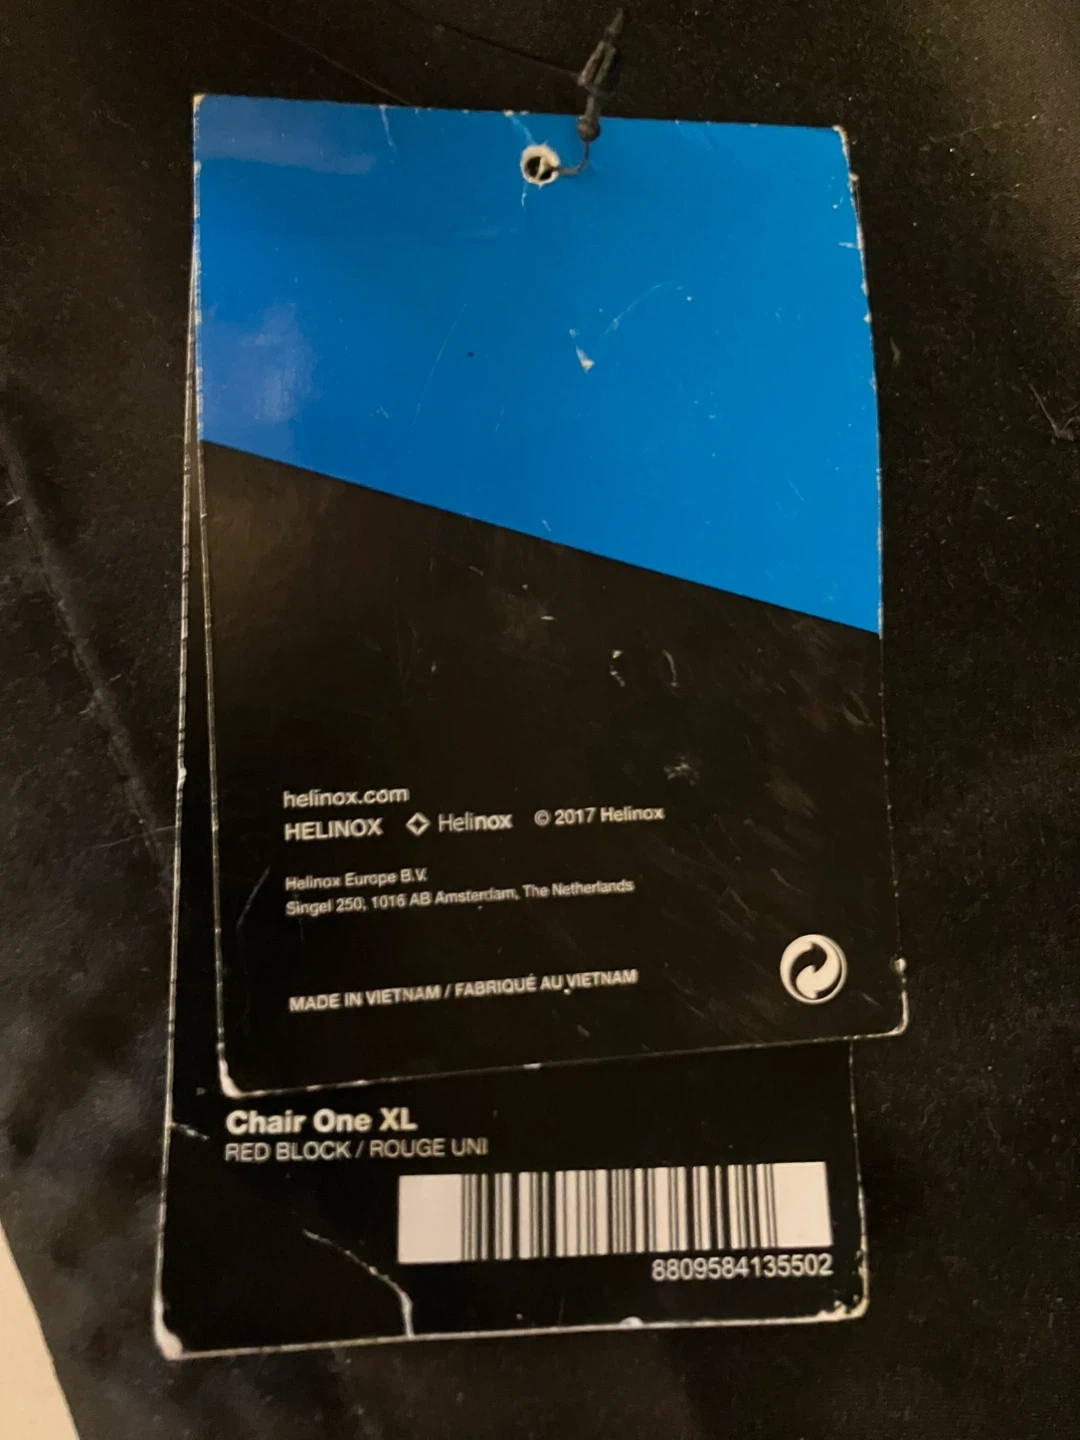 helinox.com
HELINOX Helinox © 2017 Helinox
Helinox Europe B.V.
Singel 250, 1016 AB Amsterdam, The Netherlands
MADE IN VIETNAM / FABRIQUÉ AU VIETNAM
Chair One XL
RED BLOCK / ROUGE UNI
8809584135502